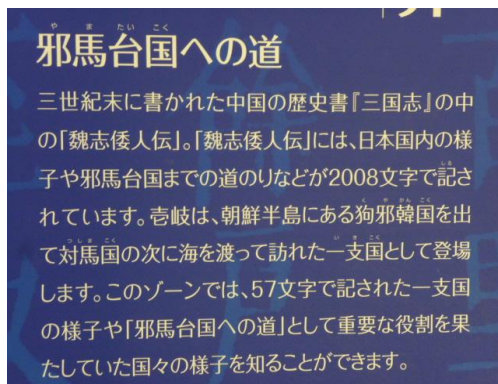 邪馬台国への道
三世紀末に書かれた中国の歴史書『三国志』の中
の「魏志倭人伝」。「魏志倭人伝」には、日本国内の様
子や邪馬台国までの道のりなどが2008文字で記さ
れています。壱岐は、朝鮮半島にある狗邪韓国を出
て対馬国の次に海を渡って訪れた一支国として登場
します。このゾーンでは、57文字で記された一支国
の様子や「邪馬台国への道」として重要な役割を果
たしていた国々の様子を知ることができます。